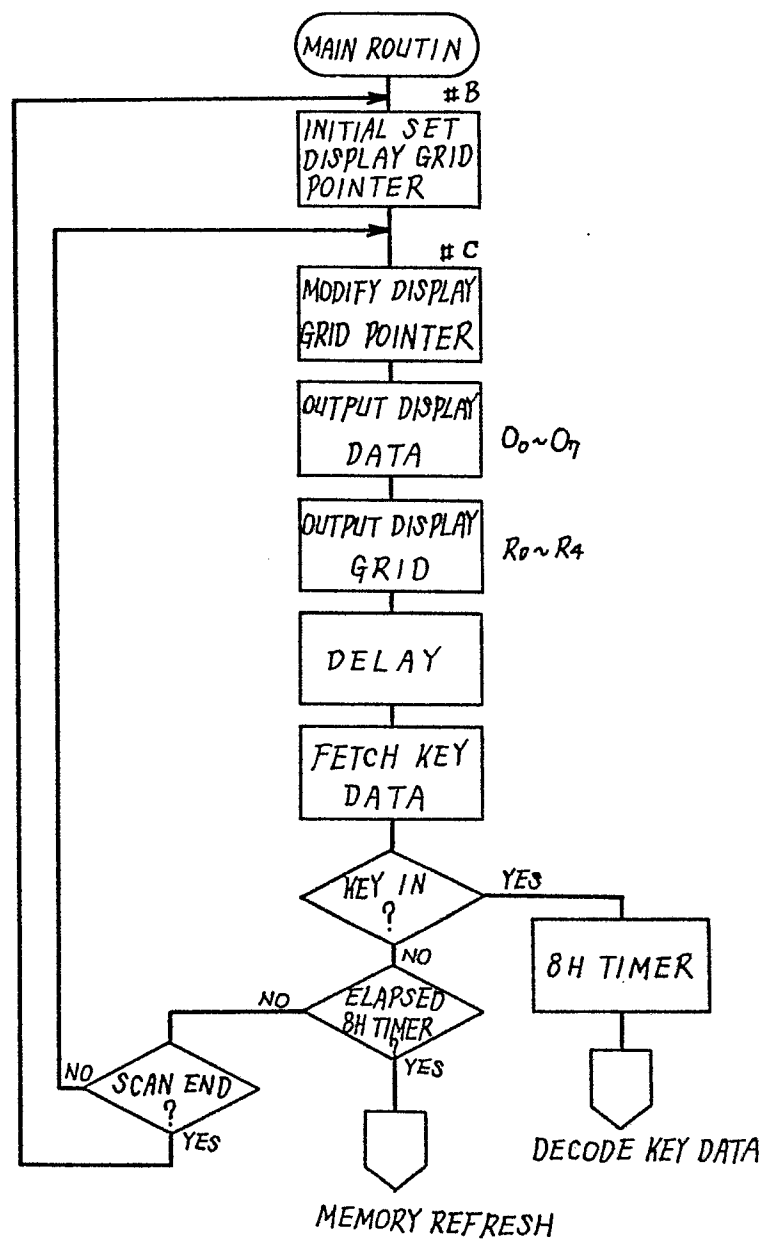 MAIN ROUTIN
#B
INITIAL SET
DISPLAY GRID
POINTER
#C
MODIFY DISPLAY
GRID POINTER
OUTPUT DISPLAY
DATA
O₀~O₇
OUTPUT DISPLAY
GRID
R₀~R₄
DELAY
FETCH KEY
DATA
KEY IN
?
YES
NO
8H TIMER
ELAPSED
8H TIMER
?
NO
YES
SCAN END
?
NO
YES
DECODE KEY DATA
MEMORY REFRESH